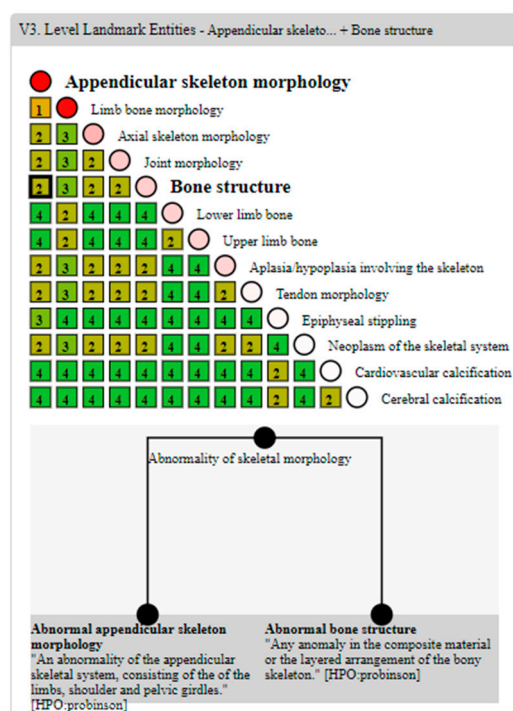 V3. Level Landmark Entities - Appendicular skeleto... + Bone structure
Appendicular skeleton morphology
1 Limb bone morphology
2 3 Axial skeleton morphology
2 3 2 Joint morphology
2 3 2 2 Bone structure
4 2 4 4 4 Lower limb bone
4 2 4 4 4 2 Upper limb bone
2 3 2 2 2 4 4 Aplasia/hypoplasia involving the skeleton
2 3 2 2 2 4 4 2 Tendon morphology
3 4 4 4 4 4 4 4 4 Epiphyseal stippling
2 3 2 2 2 4 2 2 2 4 Neoplasm of the skeletal system
4 4 4 4 4 4 4 4 4 2 4 Cardiovascular calcification
4 4 4 4 4 4 4 4 4 2 4 2 Cerebral calcification
Abnormality of skeletal morphology
Abnormal appendicular skeleton
morphology
"An abnormality of the appendicular
skeletal system, consisting of the of the
limbs, shoulder and pelvic girdles."
[HPO:probinson]
Abnormal bone structure
"Any anomaly in the composite material
or the layered arrangement of the bony
skeleton." [HPO:probinson]